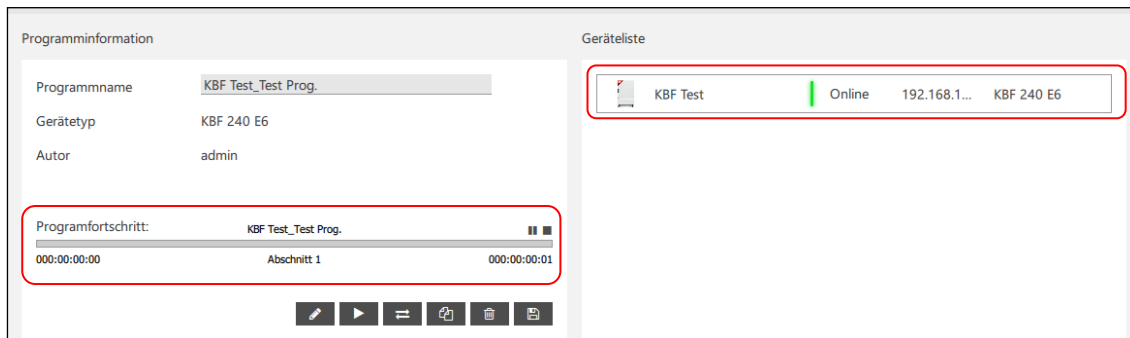 Programminformation
Programmname KBF Test_Test Prog.
Gerätetyp KBF 240 E6
Autor admin
Programfortschritt: KBF Test_Test Prog.
000:00:00:00 Abschnitt 1 000:00:00:01
Geräteliste
KBF Test Online 192.168.1... KBF 240 E6